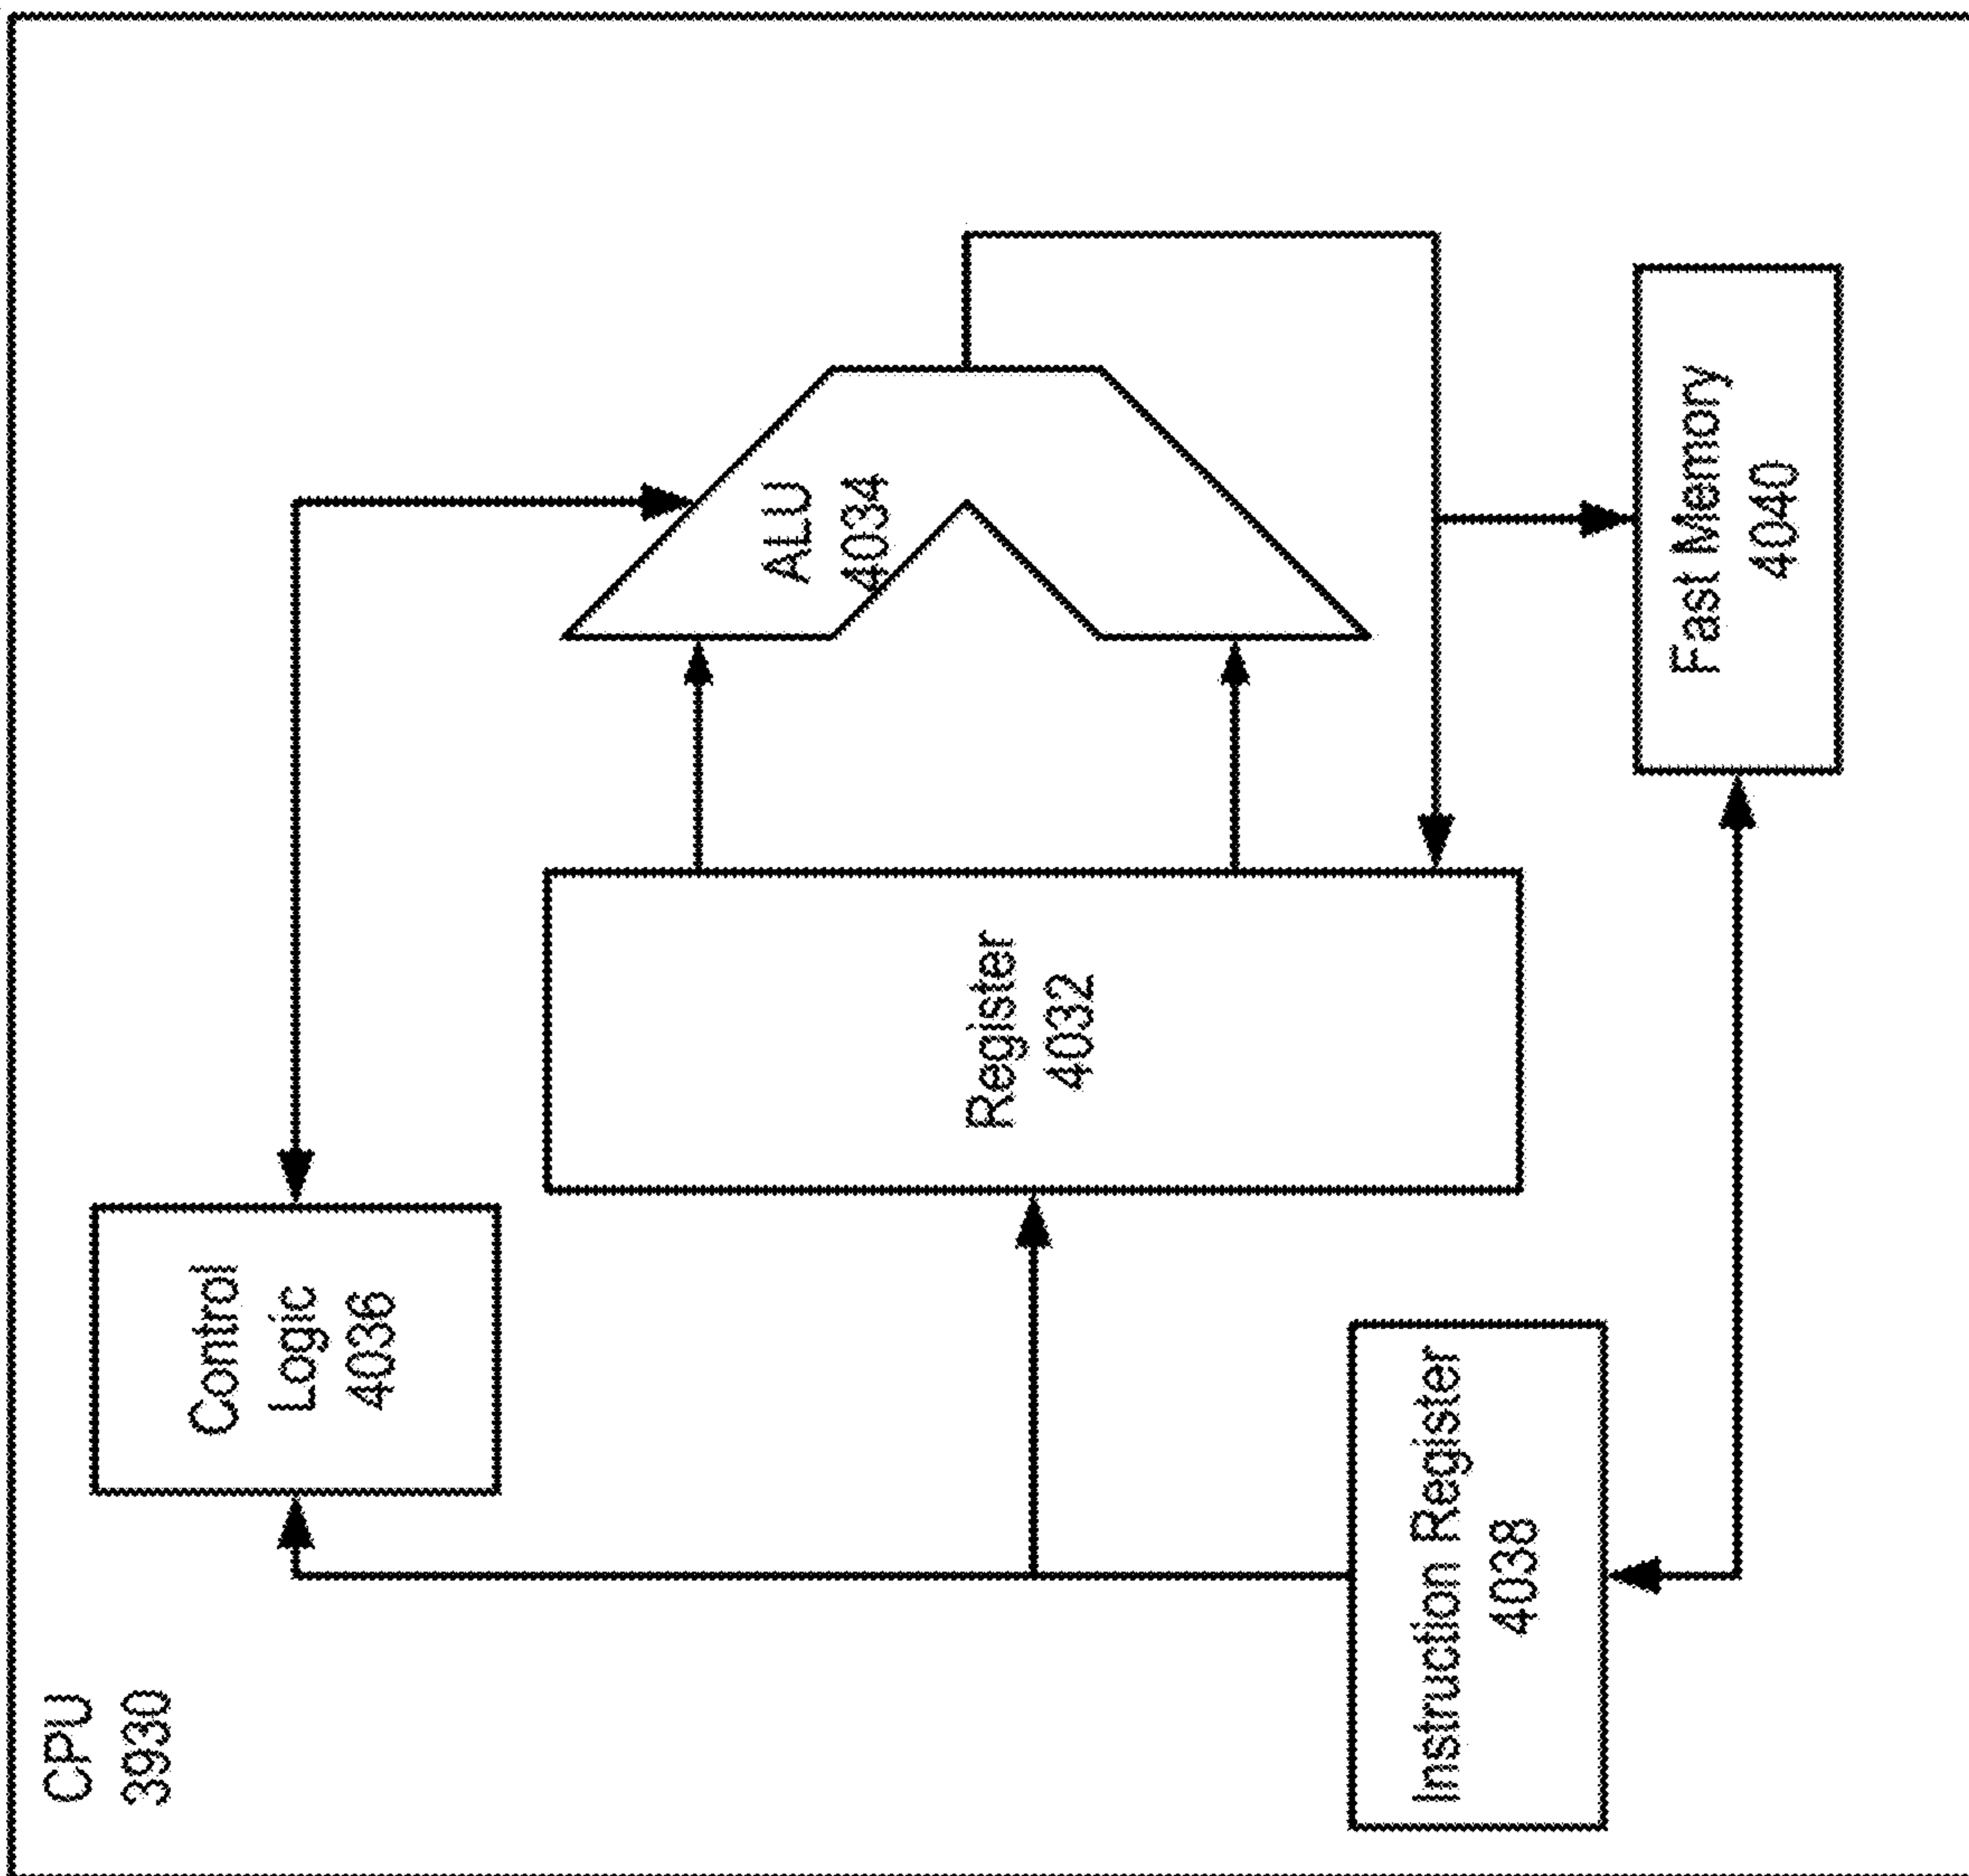 CPU
3930
Control
Logic
4036
Instruction Register
4038
Register
4032
ALU
4034
Fast Memory
4040